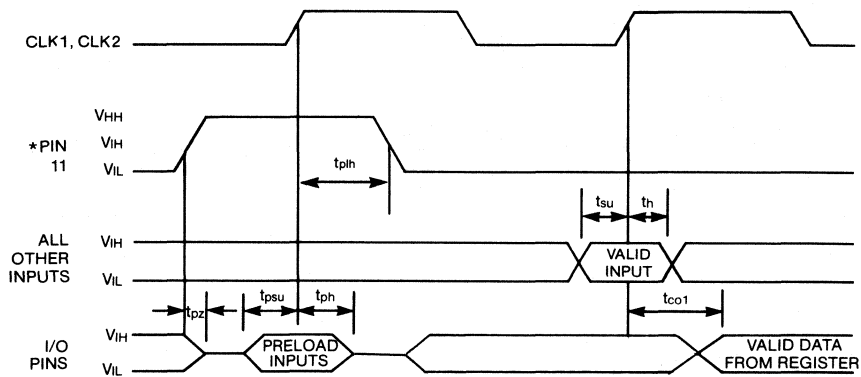 CLK1, CLK2
VHH
*PIN
11
VIH
VIL
tplh
tsu
th
ALL
OTHER
INPUTS
VIH
VIL
VALID
INPUT
tpz
tpsu
tph
tco1
I/O
PINS
VIH
VIL
PRELOAD
INPUTS
VALID DATA
FROM REGISTER